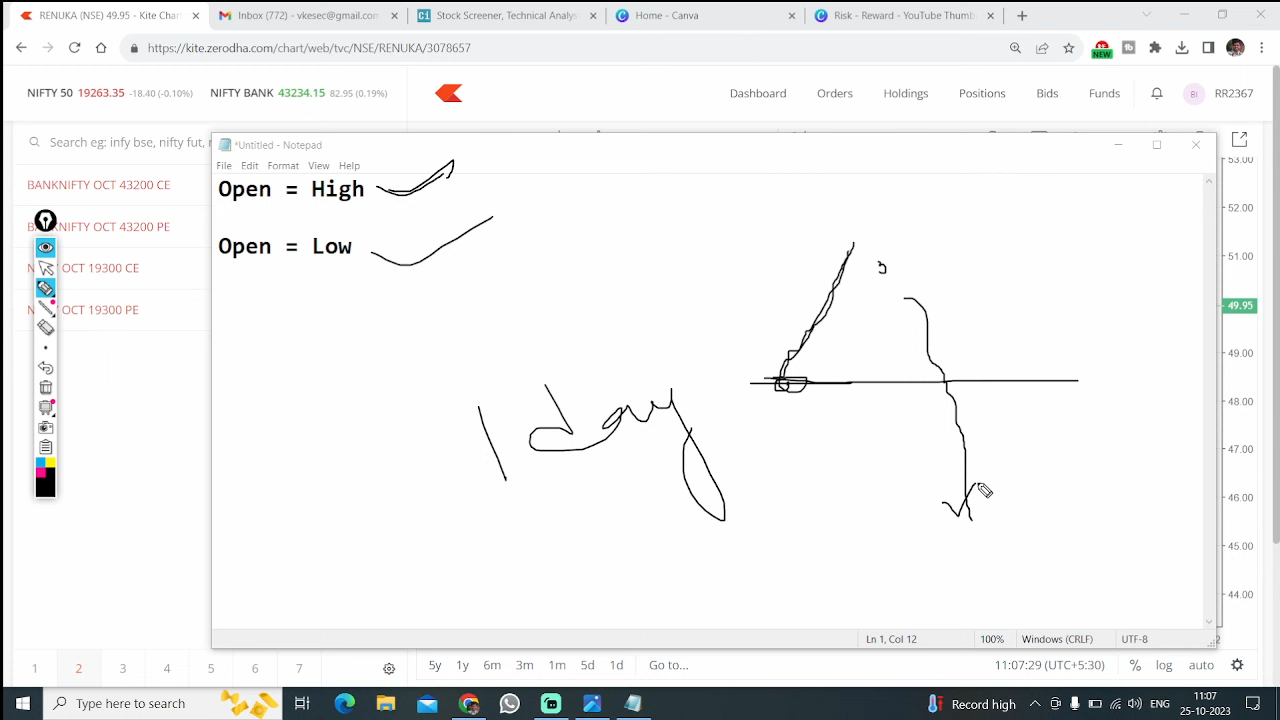 RENUKA (NSE) 49.95 - Kite Chart
Inbox (772) - vkesec@gmail.com
Stock Screener, Technical Analys
Home - Canva
Risk - Reward - YouTube Thumb
https://kite.zerodha.com/chart/web/tvc/NSE/RENUKA/3078657
NEW
NIFTY 50 19263.35 -18.40 (-0.10%)
NIFTY BANK 43234.15 82.95 (0.19%)
Dashboard
Orders
Holdings
Positions
Bids
Funds
BI
RR2367
Search eg: infy bse, nifty fut,
*Untitled - Notepad
File Edit Format View Help
Open = High
Open = Low
BANKNIFTY OCT 43200 CE
BANKNIFTY OCT 43200 PE
OCT 19300 CE
OCT 19300 PE
1 day
53.00
52.00
51.00
49.95
49.00
48.00
47.00
46.00
45.00
44.00
Ln 1, Col 12
100%
Windows (CRLF)
UTF-8
1 2 3 4 5 6 7
5y 1y 6m 3m 1m 5d 1d Go to...
11:07:29 (UTC+5:30)
% log auto
Type here to search
Record high
11:07
25-10-2023